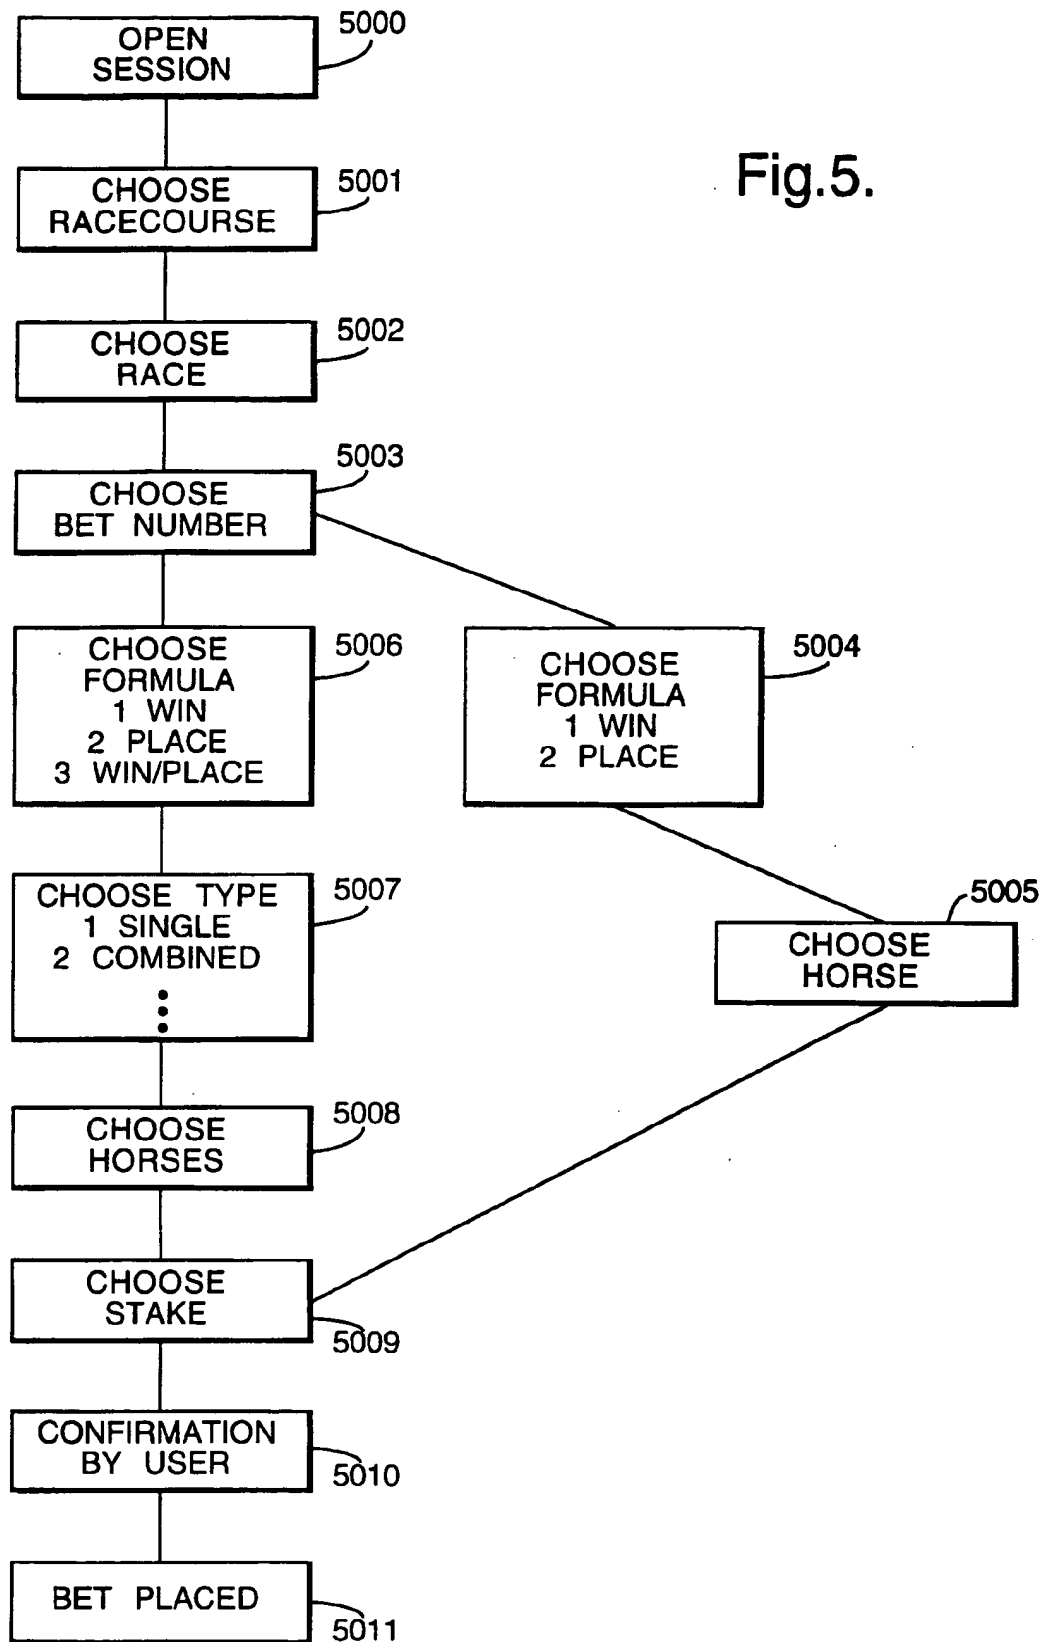 OPEN
SESSION
5000
Fig.5.
CHOOSE
RACECOURSE
5001
CHOOSE
RACE
5002
CHOOSE
BET NUMBER
5003
CHOOSE
FORMULA
1 WIN
2 PLACE
3 WIN/PLACE
5006
CHOOSE
FORMULA
1 WIN
2 PLACE
5004
CHOOSE TYPE
1 SINGLE
2 COMBINED
5007
CHOOSE
HORSE
5005
CHOOSE
HORSES
5008
CHOOSE
STAKE
5009
CONFIRMATION
BY USER
5010
BET PLACED
5011